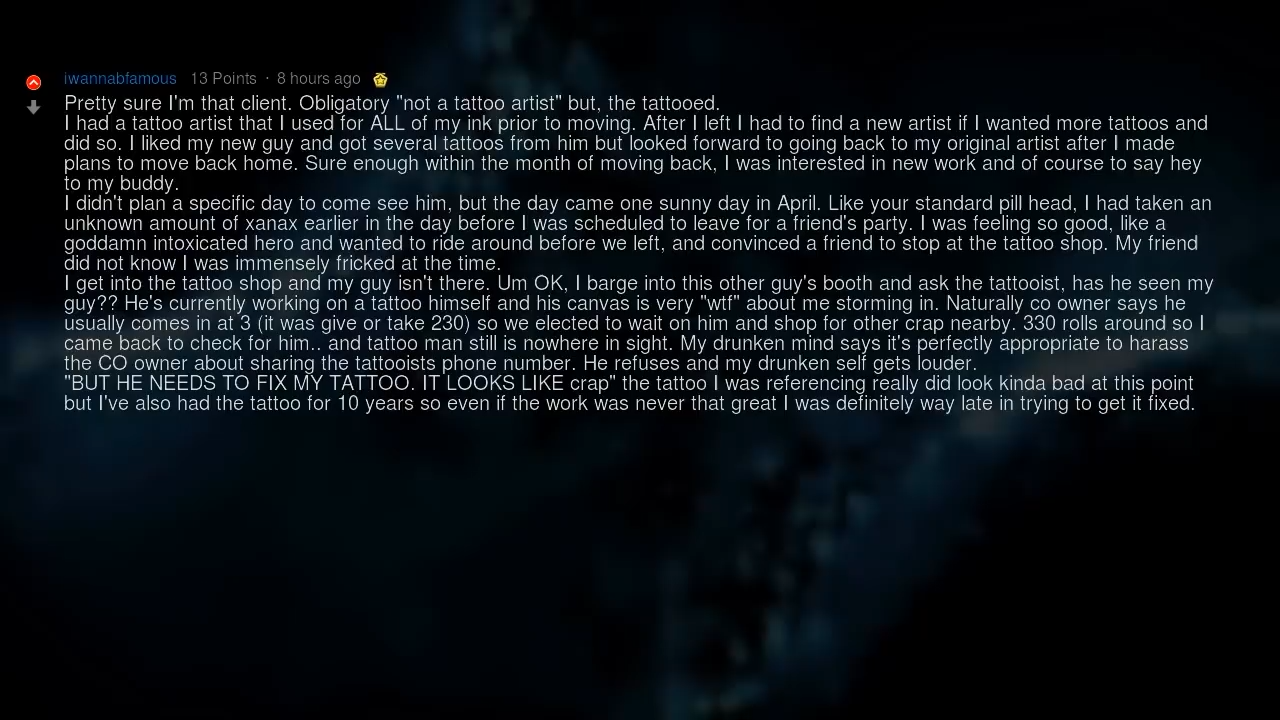 iwannabfamous 13 Points · 8 hours ago
Pretty sure I'm that client. Obligatory "not a tattoo artist" but, the tattooed.
I had a tattoo artist that I used for ALL of my ink prior to moving. After I left I had to find a new artist if I wanted more tattoos and
did so. I liked my new guy and got several tattoos from him but looked forward to going back to my original artist after I made
plans to move back home. Sure enough within the month of moving back, I was interested in new work and of course to say hey
to my buddy.
I didn't plan a specific day to come see him, but the day came one sunny day in April. Like your standard pill head, I had taken an
unknown amount of xanax earlier in the day before I was scheduled to leave for a friend's party. I was feeling so good, like a
goddamn intoxicated hero and wanted to ride around before we left, and convinced a friend to stop at the tattoo shop. My friend
did not know I was immensely fricked at the time.
I get into the tattoo shop and my guy isn't there. Um OK, I barge into this other guy's booth and ask the tattooist, has he seen my
guy?? He's currently working on a tattoo himself and his canvas is very "wtf" about me storming in. Naturally co owner says he
usually comes in at 3 (it was give or take 230) so we elected to wait on him and shop for other crap nearby. 330 rolls around so I
came back to check for him.. and tattoo man still is nowhere in sight. My drunken mind says it's perfectly appropriate to harass
the CO owner about sharing the tattooists phone number. He refuses and my drunken self gets louder.
"BUT HE NEEDS TO FIX MY TATTOO. IT LOOKS LIKE crap" the tattoo I was referencing really did look kinda bad at this point
but I've also had the tattoo for 10 years so even if the work was never that great I was definitely way late in trying to get it fixed.